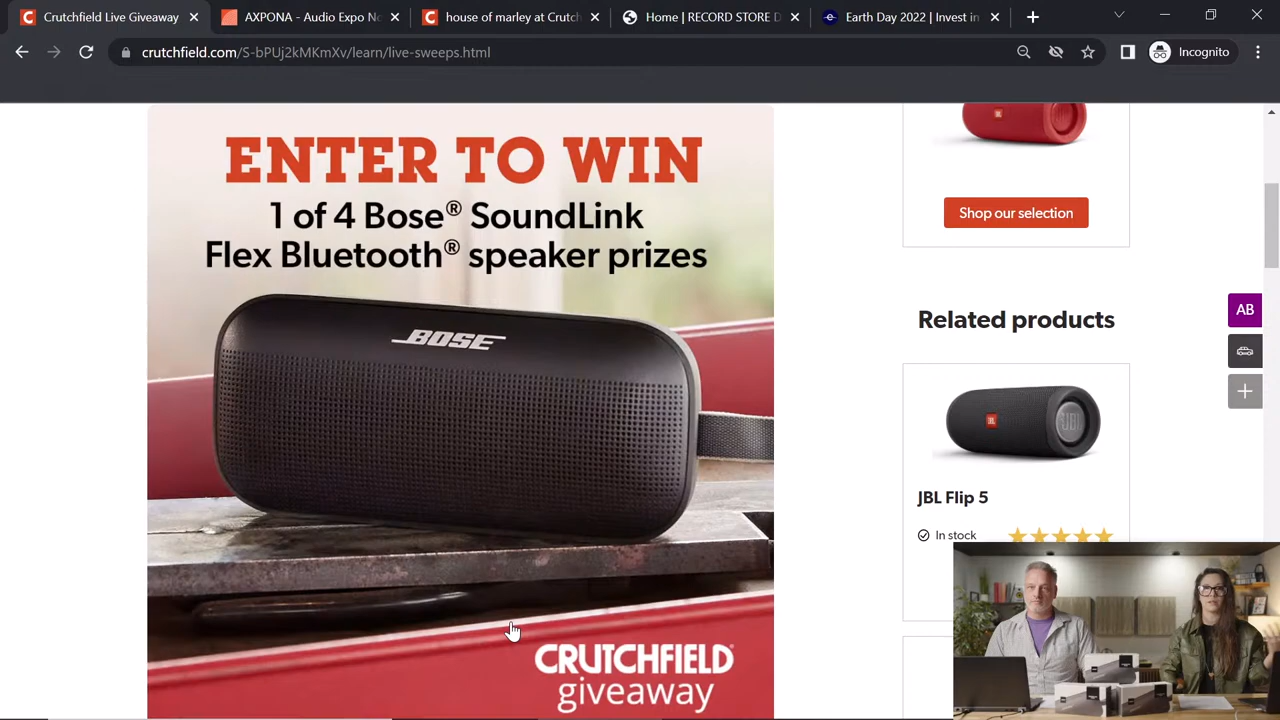 Crutchfield Live Giveaway
AXPONA - Audio Expo No
house of marley at Crutch
Home | RECORD STORE D
Earth Day 2022 | Invest in
crutchfield.com/S-bPUj2kMKmXv/learn/live-sweeps.html
Incognito
ENTER TO WIN
1 of 4 Bose® SoundLink
Flex Bluetooth® speaker prizes
BOSE
CRUTCHFIELD
giveaway
Shop our selection
AB
Related products
JBL
JBL Flip 5
In stock